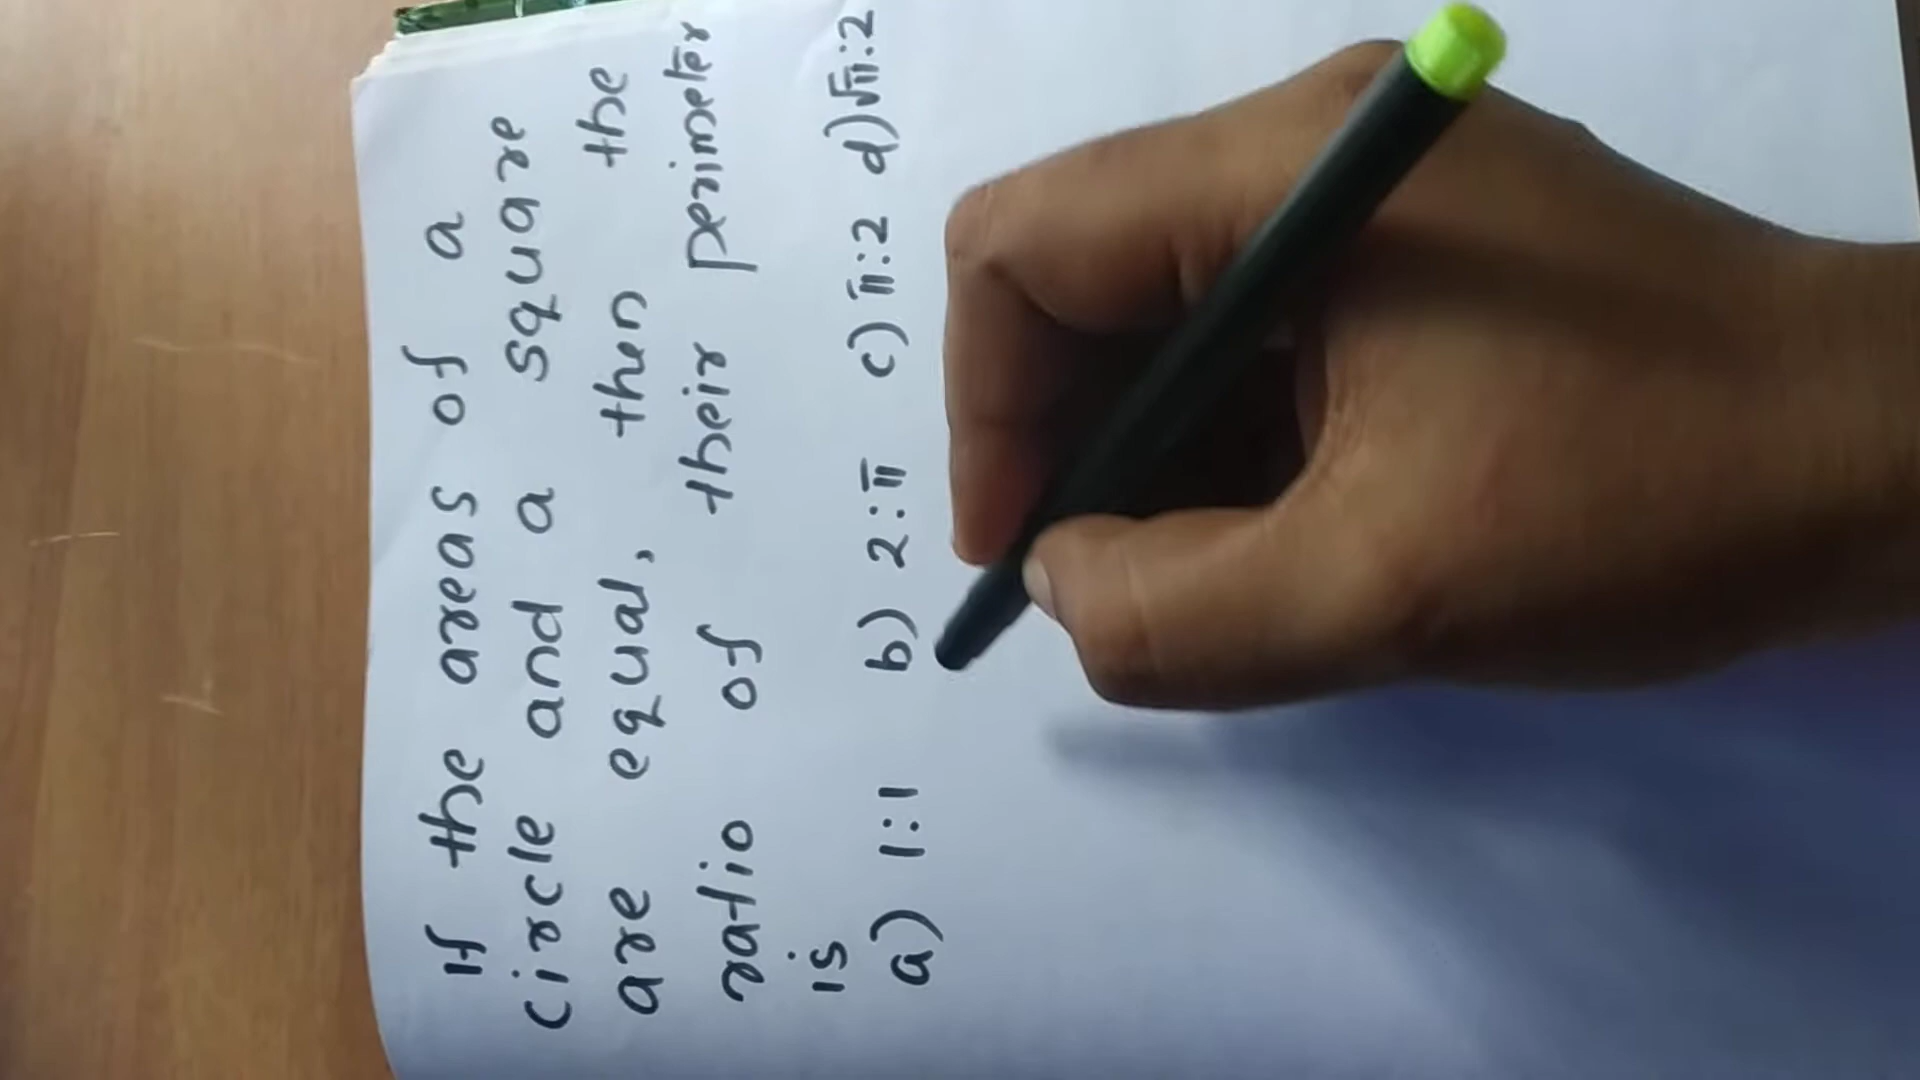 If the areas of a
circle and a square
are equal, then the
ratio of their perimeter
is
a) 1:1 b) 2:π c) π:2 d) √π:2